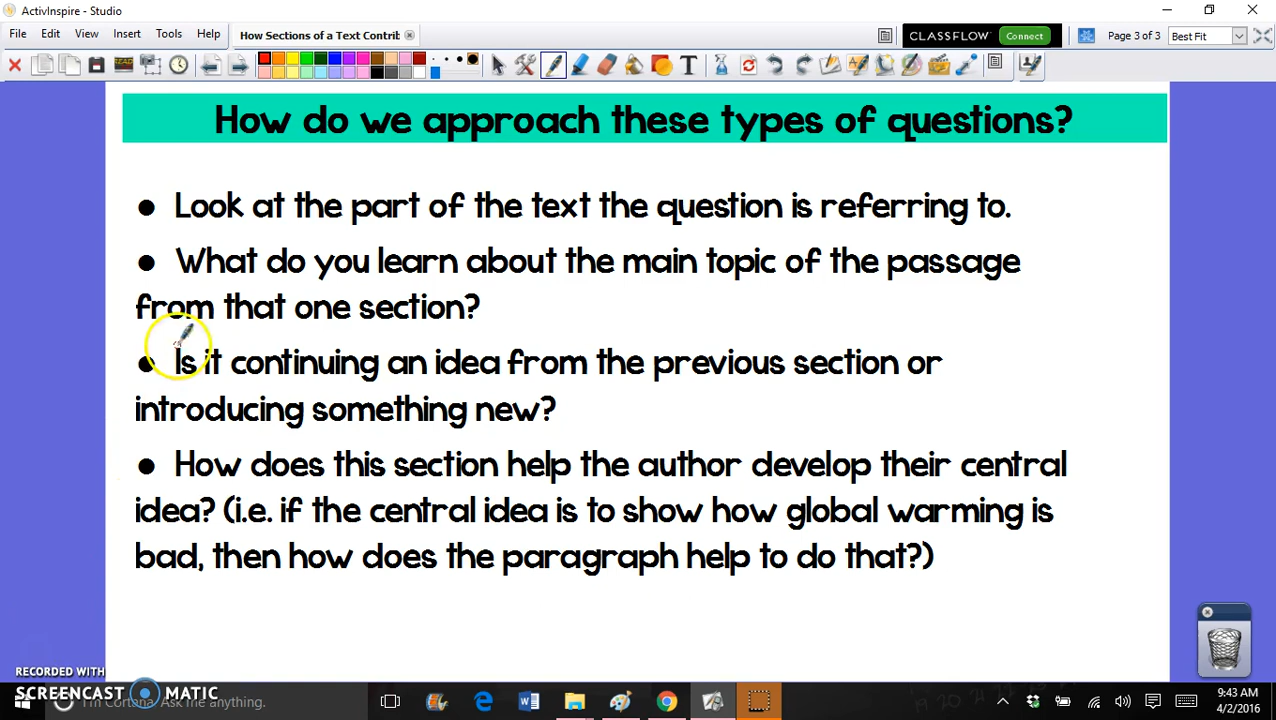 ActivInspire - Studio
File Edit View Insert Tools Help
How Sections of a Text Contrib
CLASSFLOW Connect
Page 3 of 3
Best Fit
How do we approach these types of questions?
● Look at the part of the text the question is referring to.
● What do you learn about the main topic of the passage
from that one section?
● Is it continuing an idea from the previous section or
introducing something new?
● How does this section help the author develop their central
idea? (i.e. if the central idea is to show how global warming is
bad, then how does the paragraph help to do that?)
RECORDED WITH
SCREENCAST MATIC
I'm Cortana. Ask me anything.
9:43 AM
4/2/2016